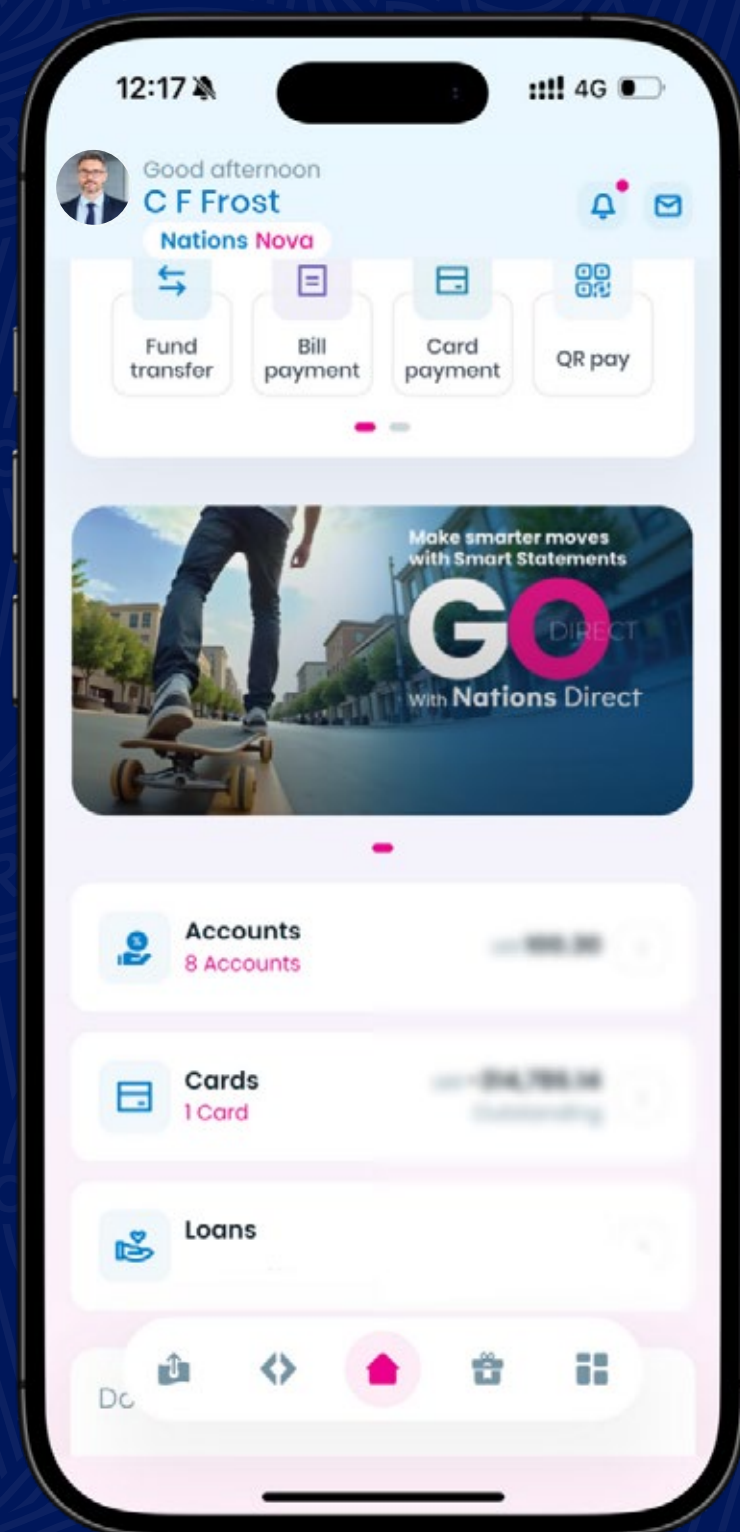 12:17
4G
Good afternoon
C F Frost
Nations Nova
Fund
transfer
Bill
payment
Card
payment
QR pay
Make smarter moves
with Smart Statements
GO
DIRECT
With Nations Direct
Accounts
8 Accounts
Cards
1 Card
Loans